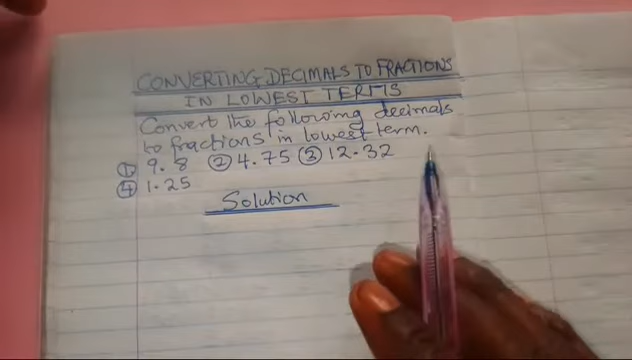 CONVERTING DECIMALS TO FRACTIONS
IN LOWEST TERMS
Convert the following decimals
to fractions in lowest term.
① 9.8 ② 4.75 ③ 12.32
④ 1.25
Solution